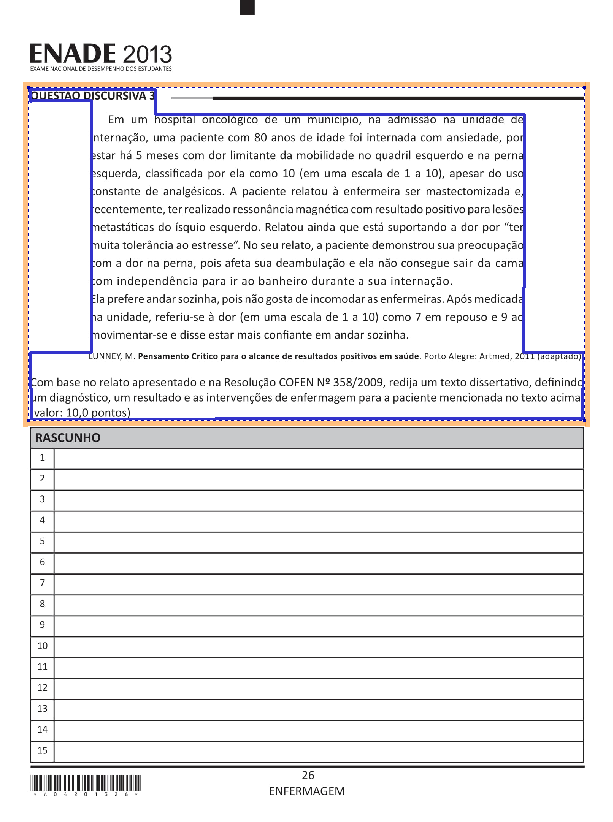 ENADE 2013
EXAME NACIONAL DE DESEMPENHO DOS ESTUDANTES
QUESTÃO DISCURSIVA 3
Em um hospital oncológico de um município, na admissão na unidade de
internação, uma paciente com 80 anos de idade foi internada com ansiedade, por
estar há 5 meses com dor limitante da mobilidade no quadril esquerdo e na perna
esquerda, classificada por ela como 10 (em uma escala de 1 a 10), apesar do uso
constante de analgésicos. A paciente relatou à enfermeira ser mastectomizada e,
recentemente, ter realizado ressonância magnética com resultado positivo para lesões
metastáticas do ísquio esquerdo. Relatou ainda que está suportando a dor por “ter
muita tolerância ao estresse”. No seu relato, a paciente demonstrou sua preocupação
com a dor na perna, pois afeta sua deambulação e ela não consegue sair da cama
com independência para ir ao banheiro durante a sua internação.
Ela prefere andar sozinha, pois não gosta de incomodar as enfermeiras. Após medicada
na unidade, referiu-se à dor (em uma escala de 1 a 10) como 7 em repouso e 9 ao
movimentar-se e disse estar mais confiante em andar sozinha.
LUNNEY, M. Pensamento Crítico para o alcance de resultados positivos em saúde. Porto Alegre: Artmed, 2011 (adaptado).
Com base no relato apresentado e na Resolução COFEN Nº 358/2009, redija um texto dissertativo, definindo
um diagnóstico, um resultado e as intervenções de enfermagem para a paciente mencionada no texto acima.
(valor: 10,0 pontos)
RASCUNHO
1
2
3
4
5
6
7
8
9
10
11
12
13
14
15
26
ENFERMAGEM